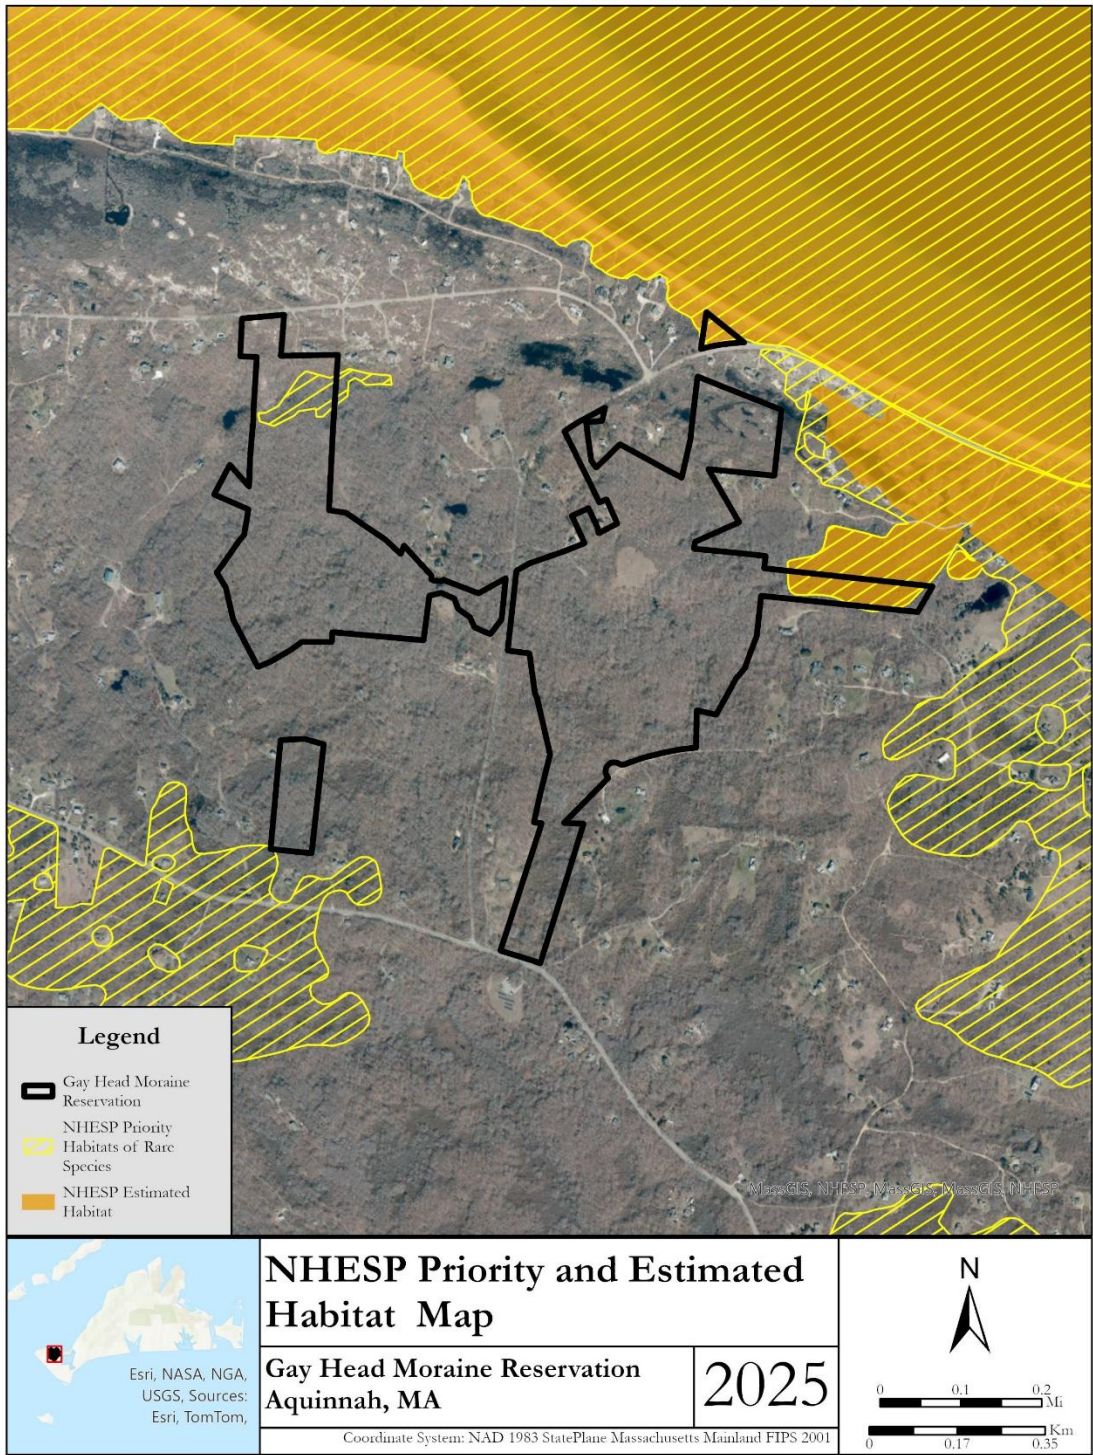 MassGIS, NHESP, MassGIS, MassGIS, NHESP
Legend
Gay Head Moraine
Reservation
NHESP Priority
Habitats of Rare
Species
NHESP Estimated
Habitat
Esri, NASA, NGA,
USGS, Sources:
Esri, TomTom,
NHESP Priority and Estimated
Habitat Map
Gay Head Moraine Reservation
Aquinnah, MA
2025
Coordinate System: NAD 1983 StatePlane Massachusetts Mainland FIPS 2001
N
0 0.1 0.2
Mi
Km
0 0.17 0.35